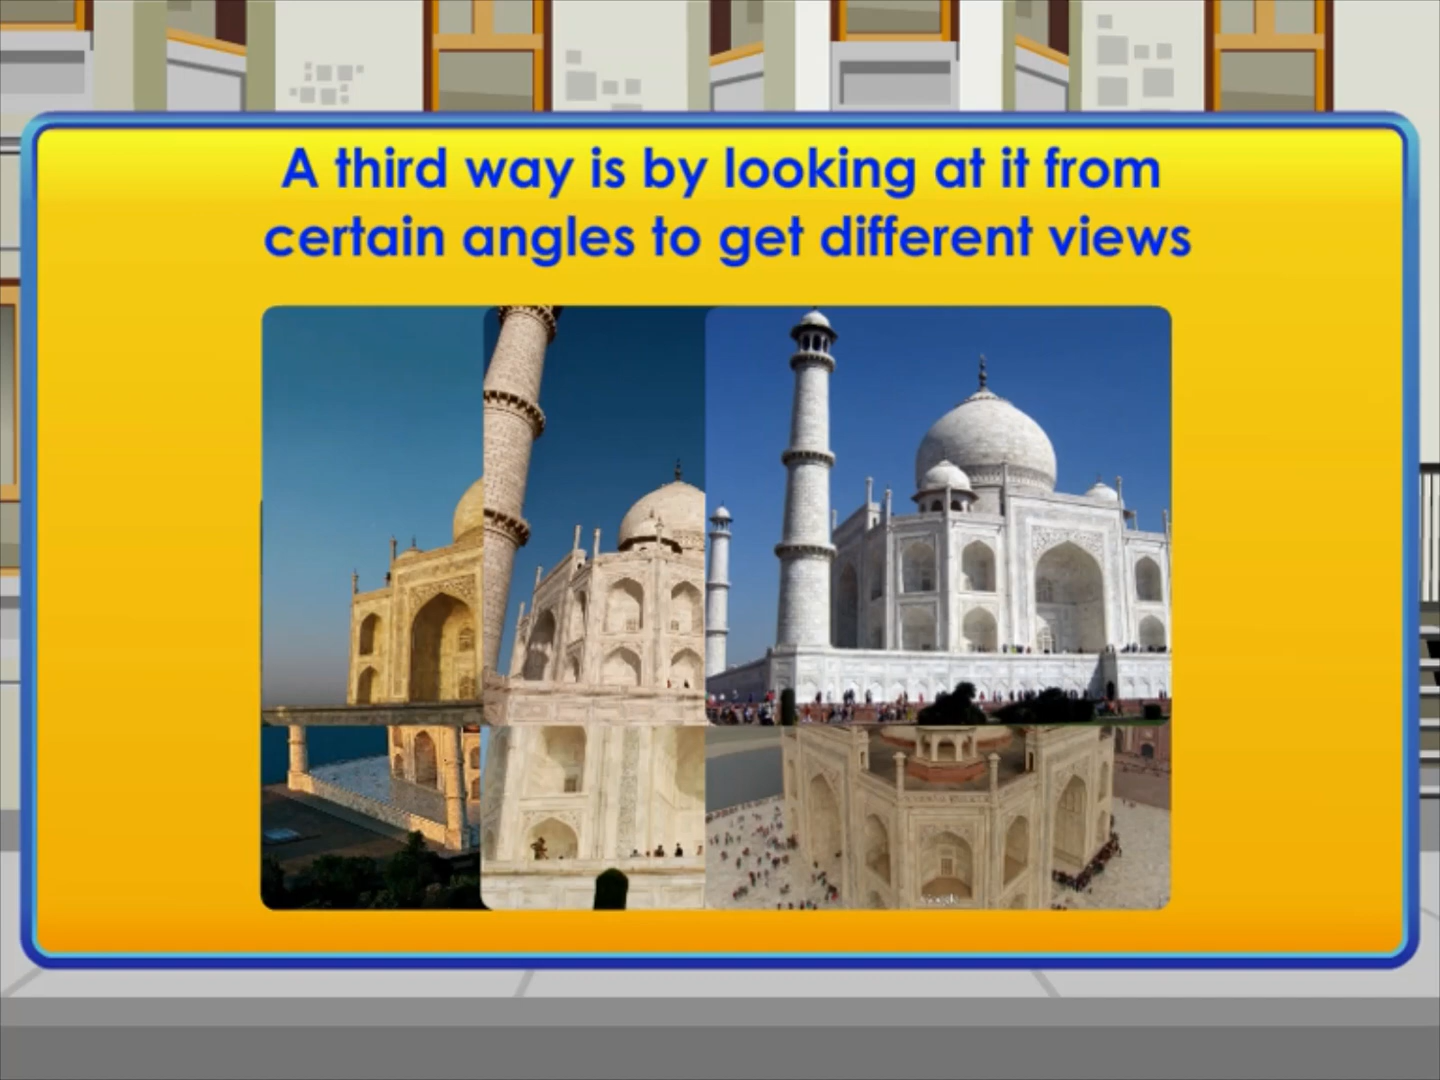 A third way is by looking at it from
certain angles to get different views